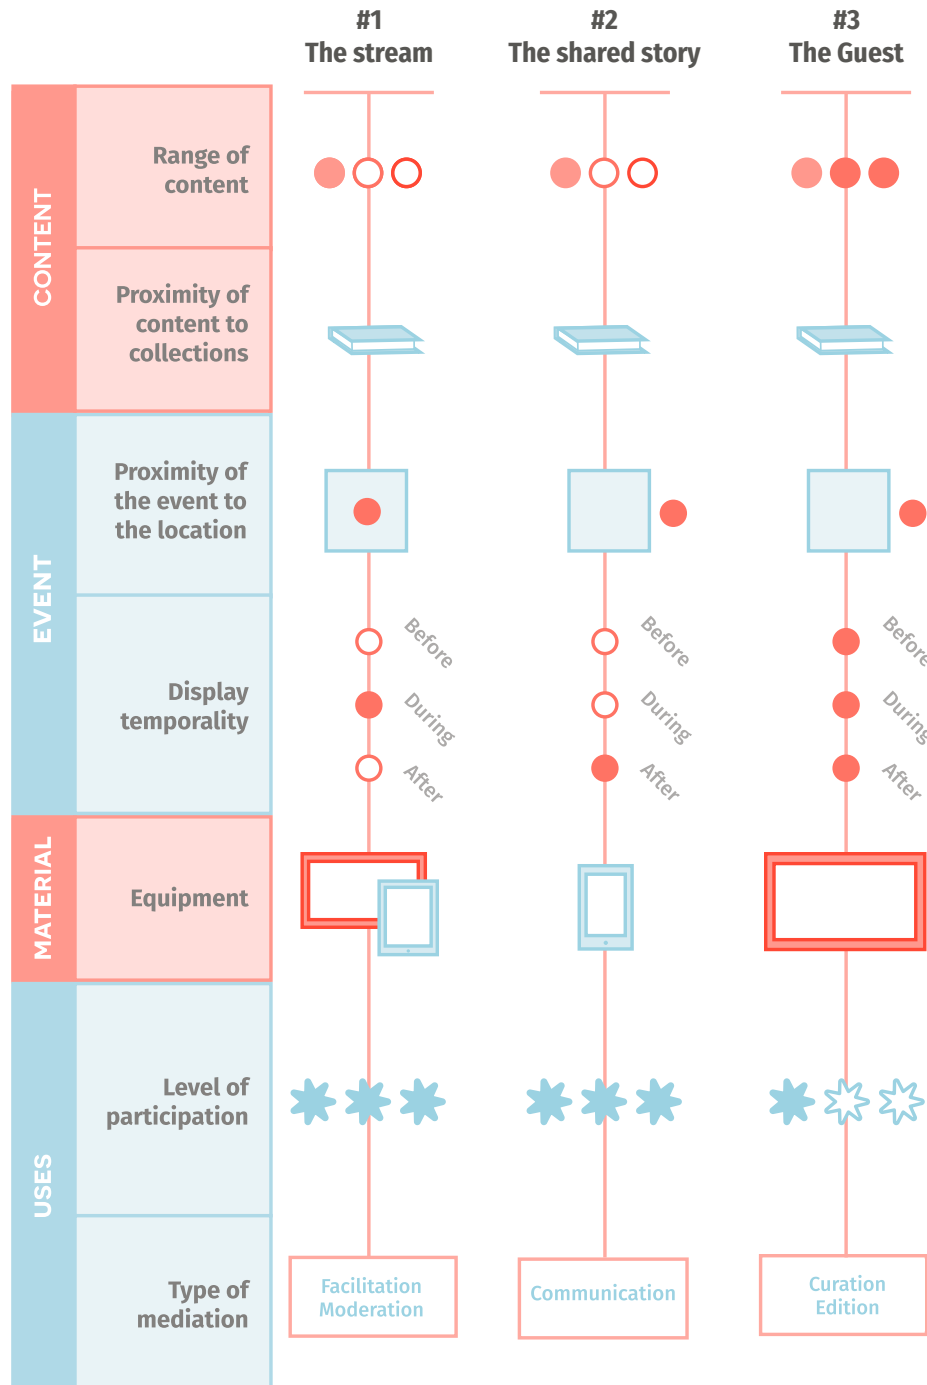 #1
The stream
#2
The shared story
#3
The Guest
CONTENT
Range of
content
Proximity of
content to
collections
EVENT
Proximity of
the event to
the location
Display
temporality
Before
During
After
Before
During
After
Before
During
After
MATERIAL
Equipment
USES
Level of
participation
Type of
mediation
Facilitation
Moderation
Communication
Curation
Edition